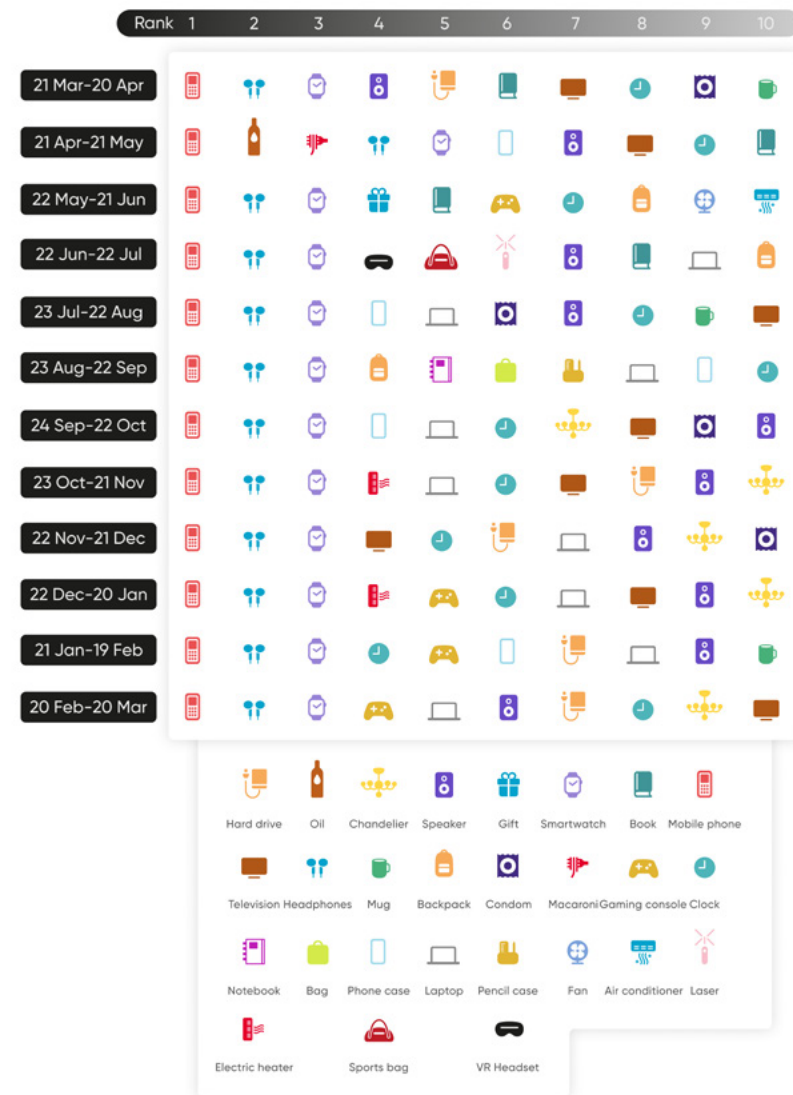 Rank 1 2 3 4 5 6 7 8 9 10
21 Mar-20 Apr
21 Apr-21 May
22 May-21 Jun
22 Jun-22 Jul
23 Jul-22 Aug
23 Aug-22 Sep
24 Sep-22 Oct
23 Oct-21 Nov
22 Nov-21 Dec
22 Dec-20 Jan
21 Jan-19 Feb
20 Feb-20 Mar
Hard drive Oil Chandelier Speaker Gift Smartwatch Book Mobile phone
Television Headphones Mug Backpack Condom Macaroni Gaming console Clock
Notebook Bag Phone case Laptop Pencil case Fan Air conditioner Laser
Electric heater Sports bag VR Headset